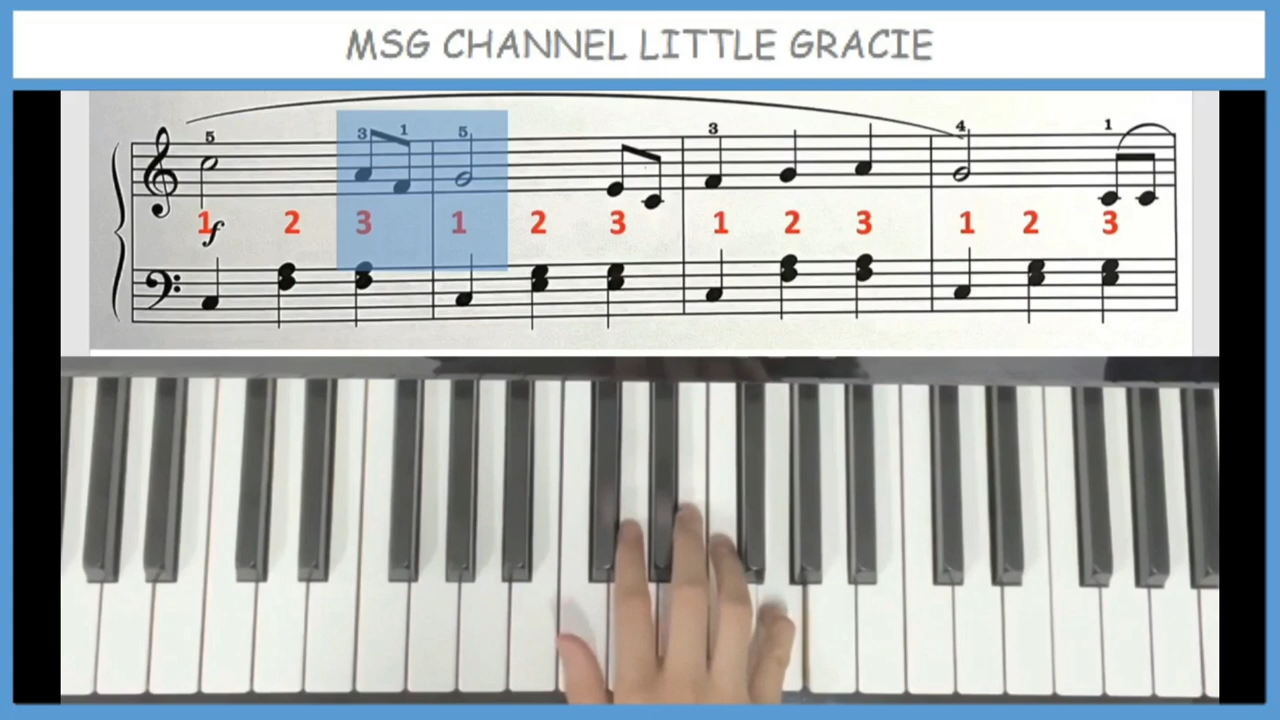 MSG CHANNEL LITTLE GRACIE
5 3 1 5 3 4 1
1 2 3 1 2 3 1 2 3 1 2 3
f